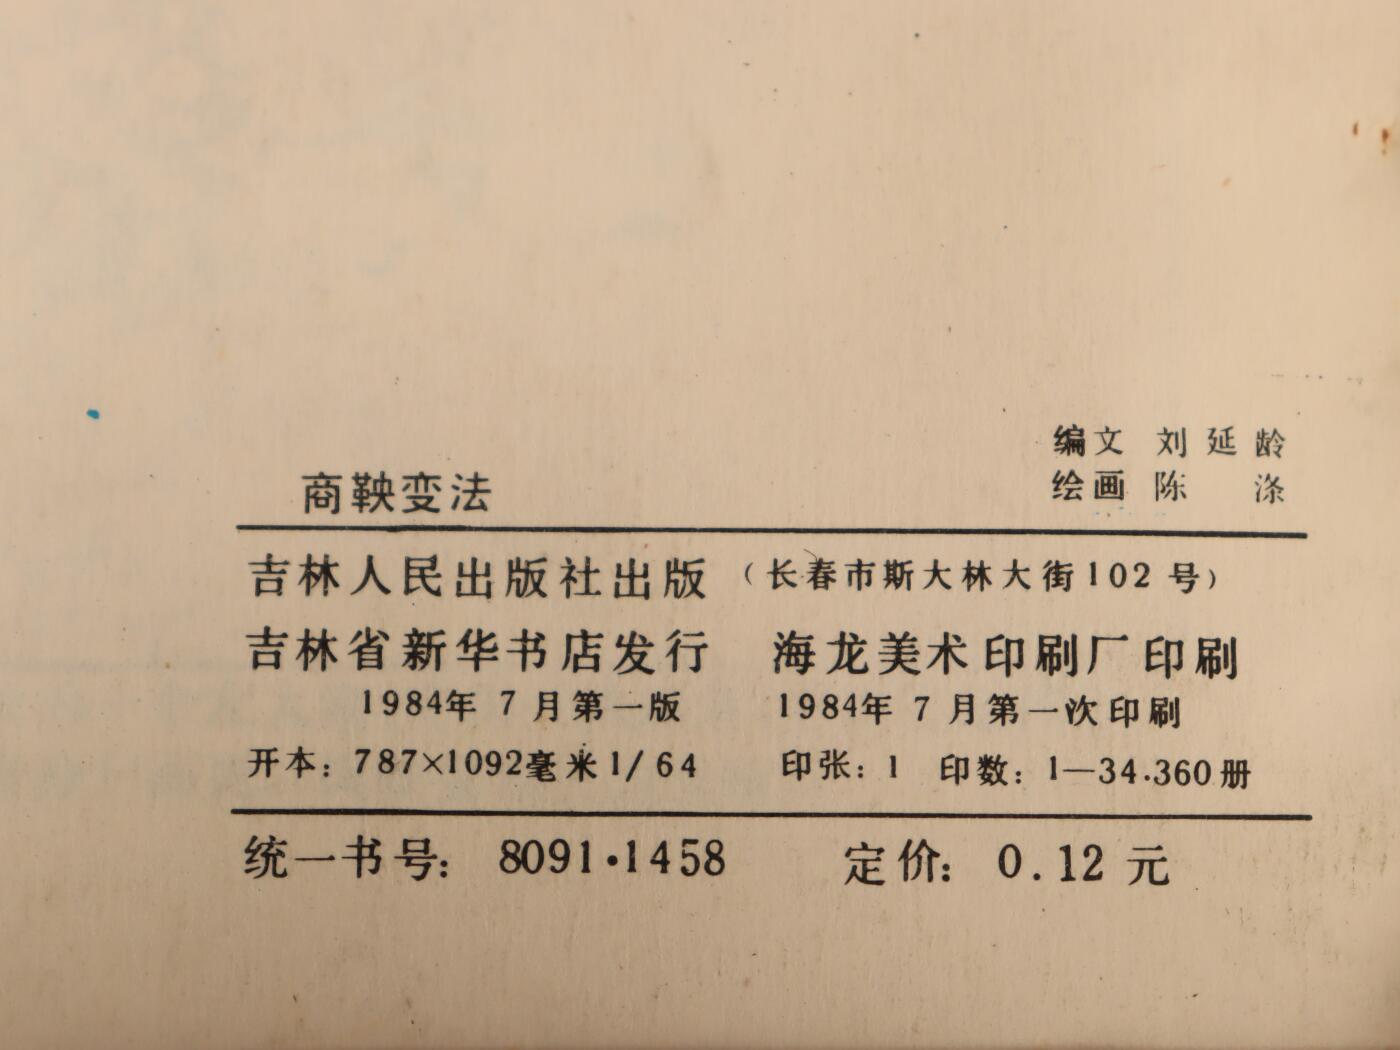 编文 刘延龄
商鞅变法 绘画 陈 涤
吉林人民出版社出版 (长春市斯大林大街102号)
吉林省新华书店发行 海龙美术印刷厂印刷
1984年 7 月第一版 1984年 7 月第一次印刷
开本: 787×1092毫米1/64 印张: 1 印数: 1—34.360册
统一书号: 8091·1458 定价: 0.12 元